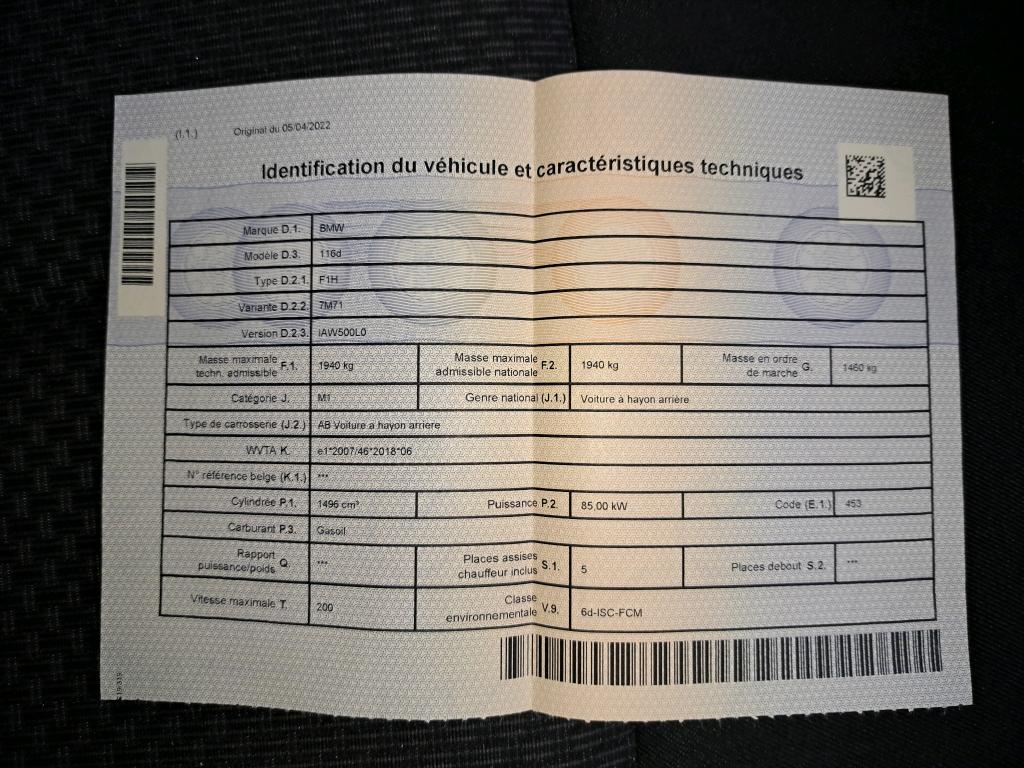 (I.1.) Original du 05/04/2022
Identification du véhicule et caractéristiques techniques
Marque D.1. BMW
Modèle D.3. 116d
Type D.2.1. F1H
Variante D.2.2. 7M71
Version D.2.3. IAW500L0
Masse maximale techn. admissible F.1. 1940 kg Masse maximale admissible nationale F.2. 1940 kg Masse en ordre de marche G. 1460 kg
Catégorie J. M1 Genre national (J.1.) Voiture à hayon arrière
Type de carrosserie (J.2.) AB Voiture à hayon arrière
WVTA K. e1*2007/46*2018*06
N° référence belge (K.1.) ***
Cylindrée P.1. 1496 cm³ Puissance P.2. 85,00 kW Code (E.1.) 453
Carburant P.3. Gasoil
Rapport puissance/poids Q. *** Places assises chauffeur inclus S.1. 5 Places debout S.2. ***
Vitesse maximale T. 200 Classe environnementale V.9. 6d-ISC-FCM